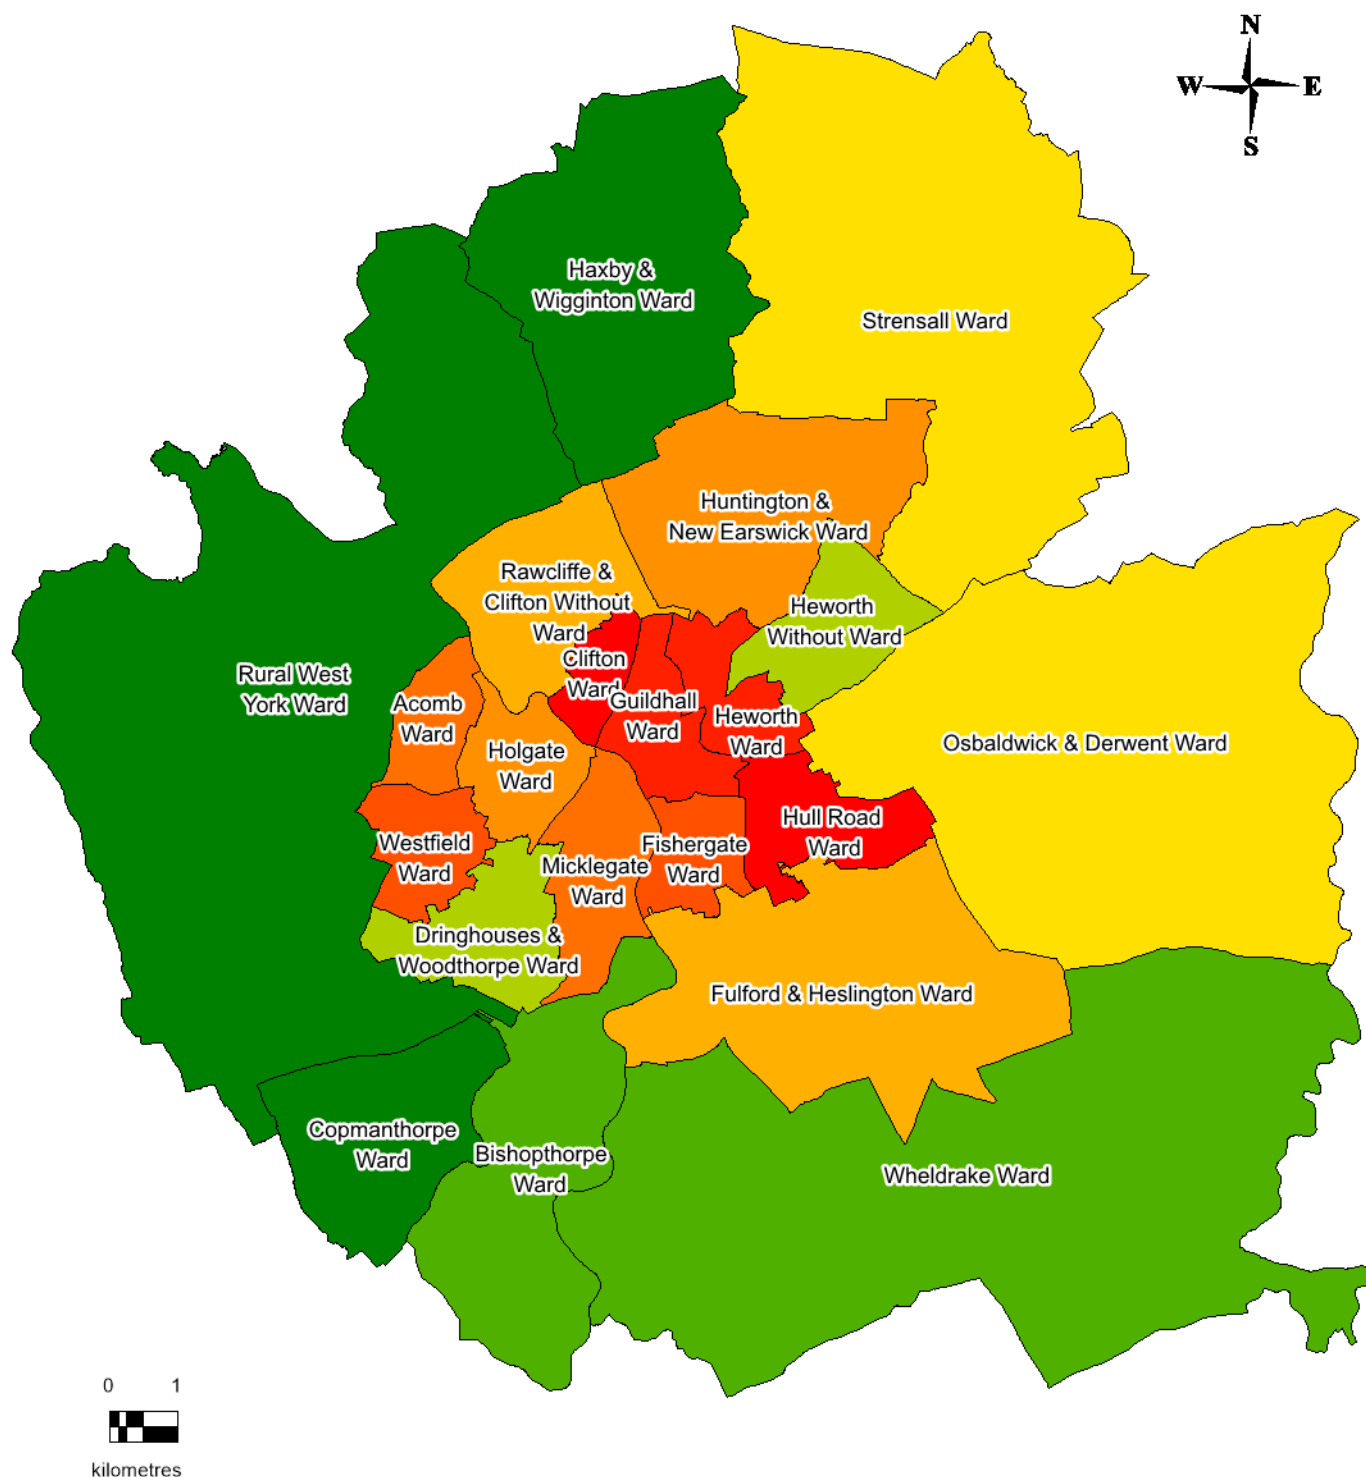 N
W E
S
Haxby &
Wigginton Ward
Strensall Ward
Huntington &
New Earswick Ward
Rawcliffe &
Clifton Without
Ward
Heworth
Without Ward
Clifton
Ward
Rural West
York Ward
Acomb
Ward
Guildhall
Ward
Heworth
Ward
Holgate
Ward
Osbaldwick & Derwent Ward
Westfield
Ward
Hull Road
Ward
Fishergate
Ward
Micklegate
Ward
Dringhouses &
Woodthorpe Ward
Fulford & Heslington Ward
Copmanthorpe
Ward
Bishopthorpe
Ward
Wheldrake Ward
0 1
kilometres